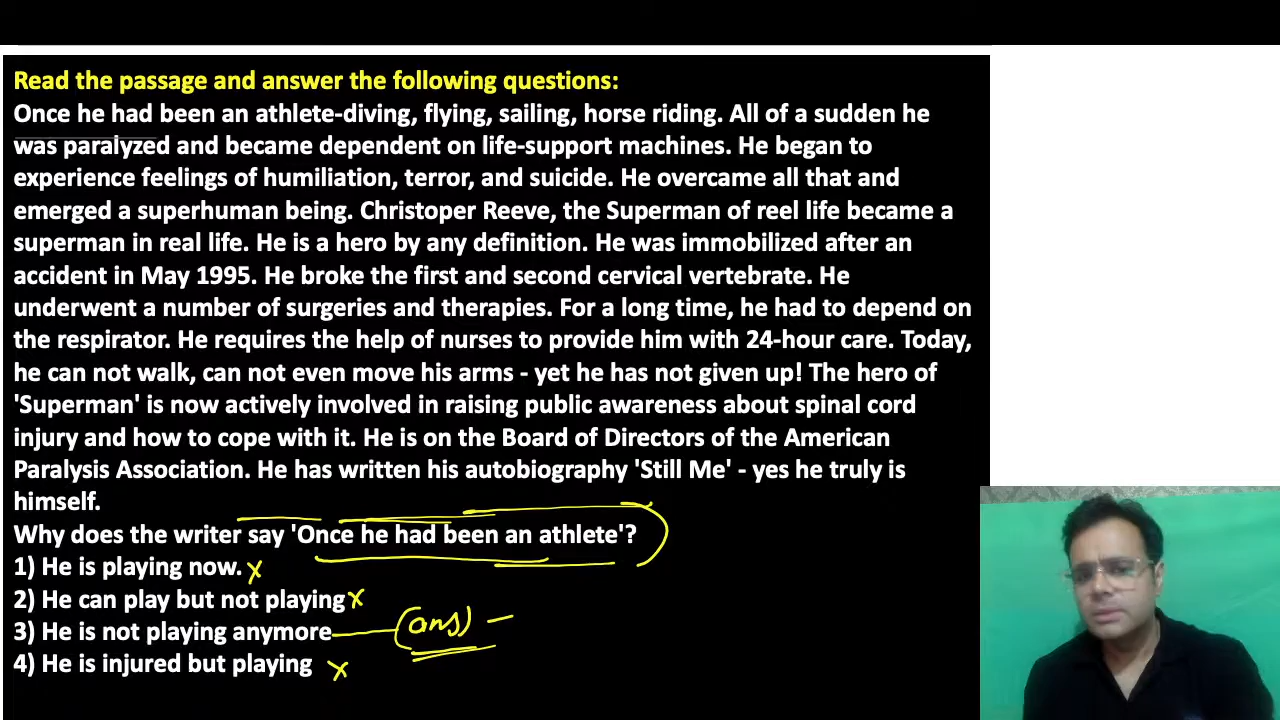 Read the passage and answer the following questions:
Once he had been an athlete-diving, flying, sailing, horse riding. All of a sudden he
was paralyzed and became dependent on life-support machines. He began to
experience feelings of humiliation, terror, and suicide. He overcame all that and
emerged a superhuman being. Christoper Reeve, the Superman of reel life became a
superman in real life. He is a hero by any definition. He was immobilized after an
accident in May 1995. He broke the first and second cervical vertebrate. He
underwent a number of surgeries and therapies. For a long time, he had to depend on
the respirator. He requires the help of nurses to provide him with 24-hour care. Today,
he can not walk, can not even move his arms - yet he has not given up! The hero of
'Superman' is now actively involved in raising public awareness about spinal cord
injury and how to cope with it. He is on the Board of Directors of the American
Paralysis Association. He has written his autobiography 'Still Me' - yes he truly is
himself.
Why does the writer say 'Once he had been an athlete'?
1) He is playing now. x
2) He can play but not playing x
3) He is not playing anymore (ans)
4) He is injured but playing x